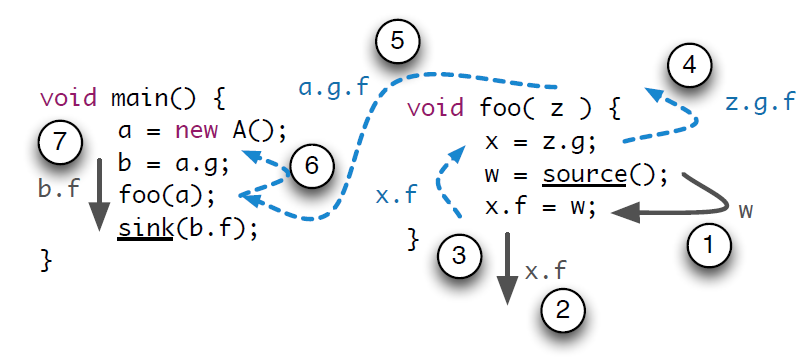 5
4
a.g.f
z.g.f
void main() {
a = new A();
b = a.g;
foo(a);
sink(b.f);
}
7
b.f
6
void foo( z ) {
x = z.g;
w = source();
x.f = w;
}
x.f
3
w
1
x.f
2